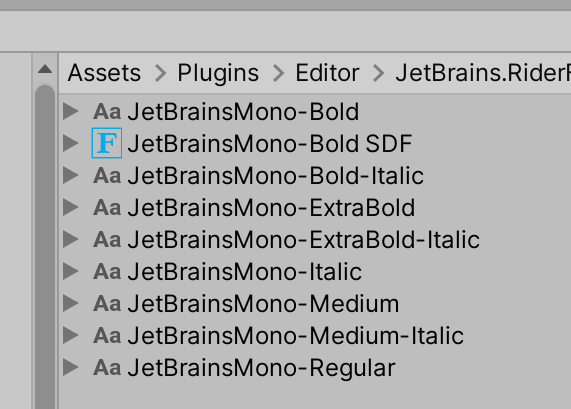 Assets > Plugins > Editor > JetBrains.Rider
Aa JetBrainsMono-Bold
F JetBrainsMono-Bold SDF
Aa JetBrainsMono-Bold-Italic
Aa JetBrainsMono-ExtraBold
Aa JetBrainsMono-ExtraBold-Italic
Aa JetBrainsMono-Italic
Aa JetBrainsMono-Medium
Aa JetBrainsMono-Medium-Italic
Aa JetBrainsMono-Regular